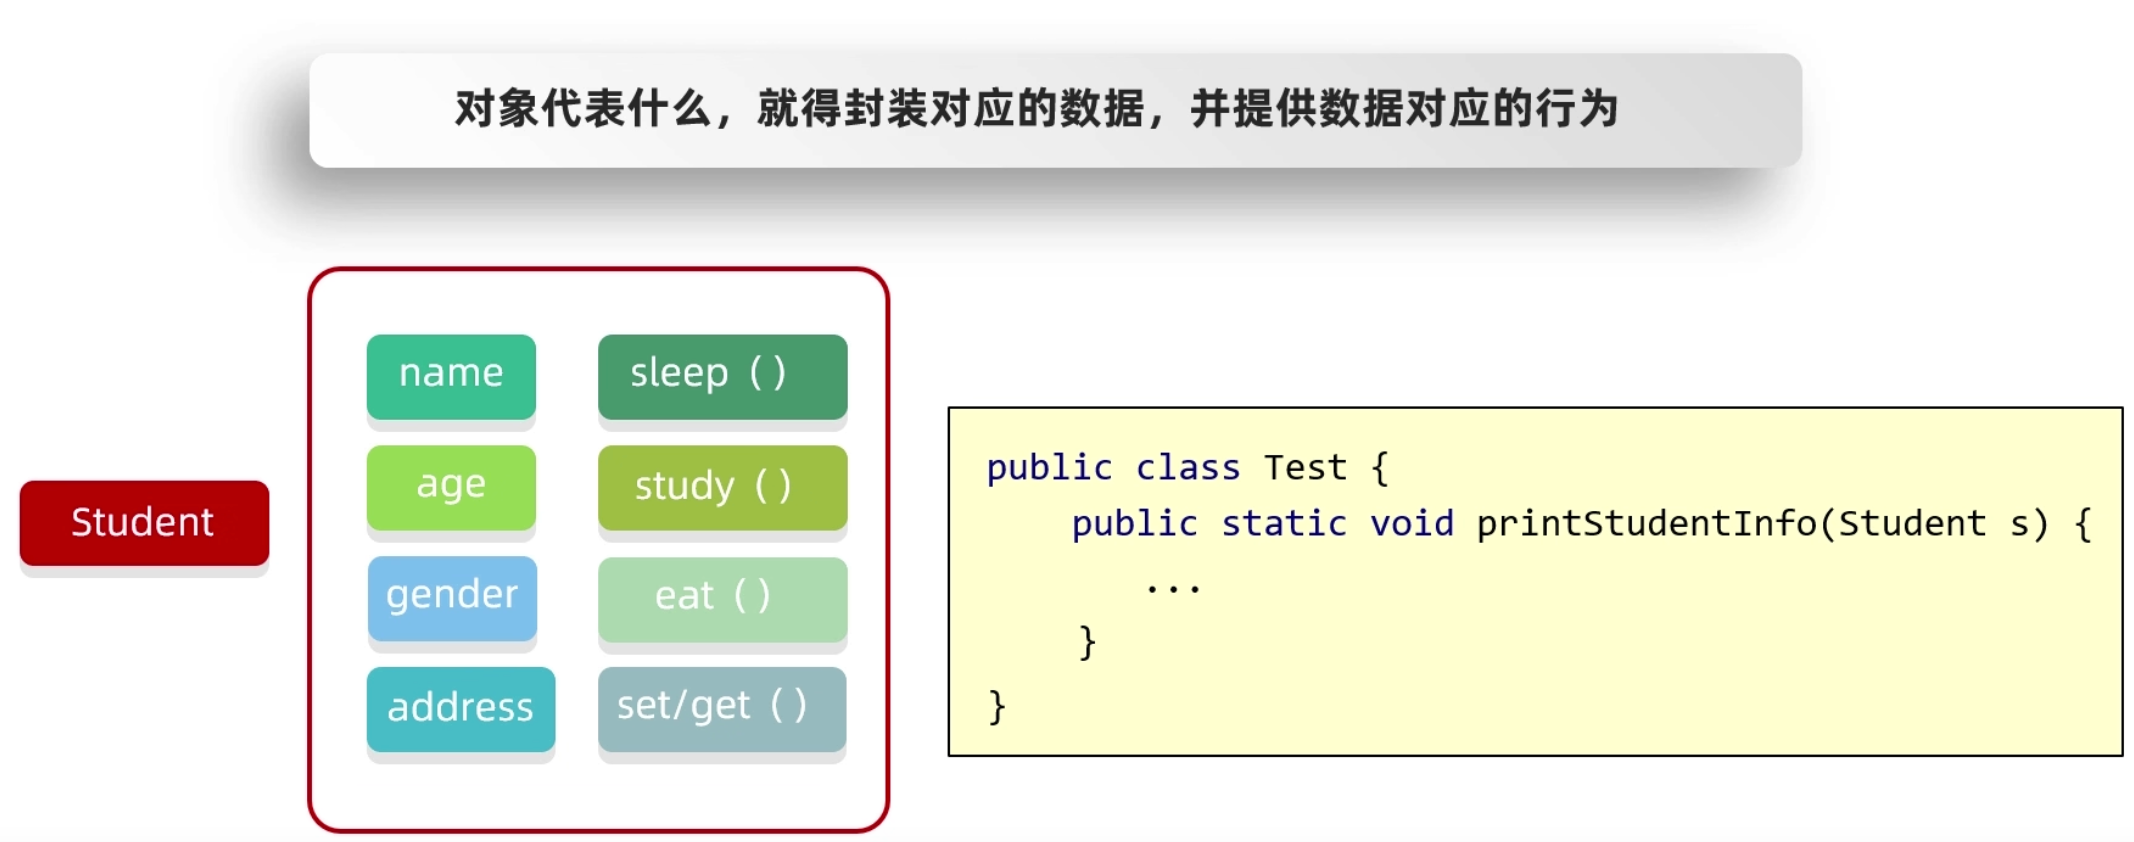 对象代表什么，就得封装对应的数据，并提供数据对应的行为
Student
name
sleep（）
age
study（）
gender
eat（）
address
set/get（）
public class Test {
    public static void printStudentInfo(Student s) {
        ...
    }
}